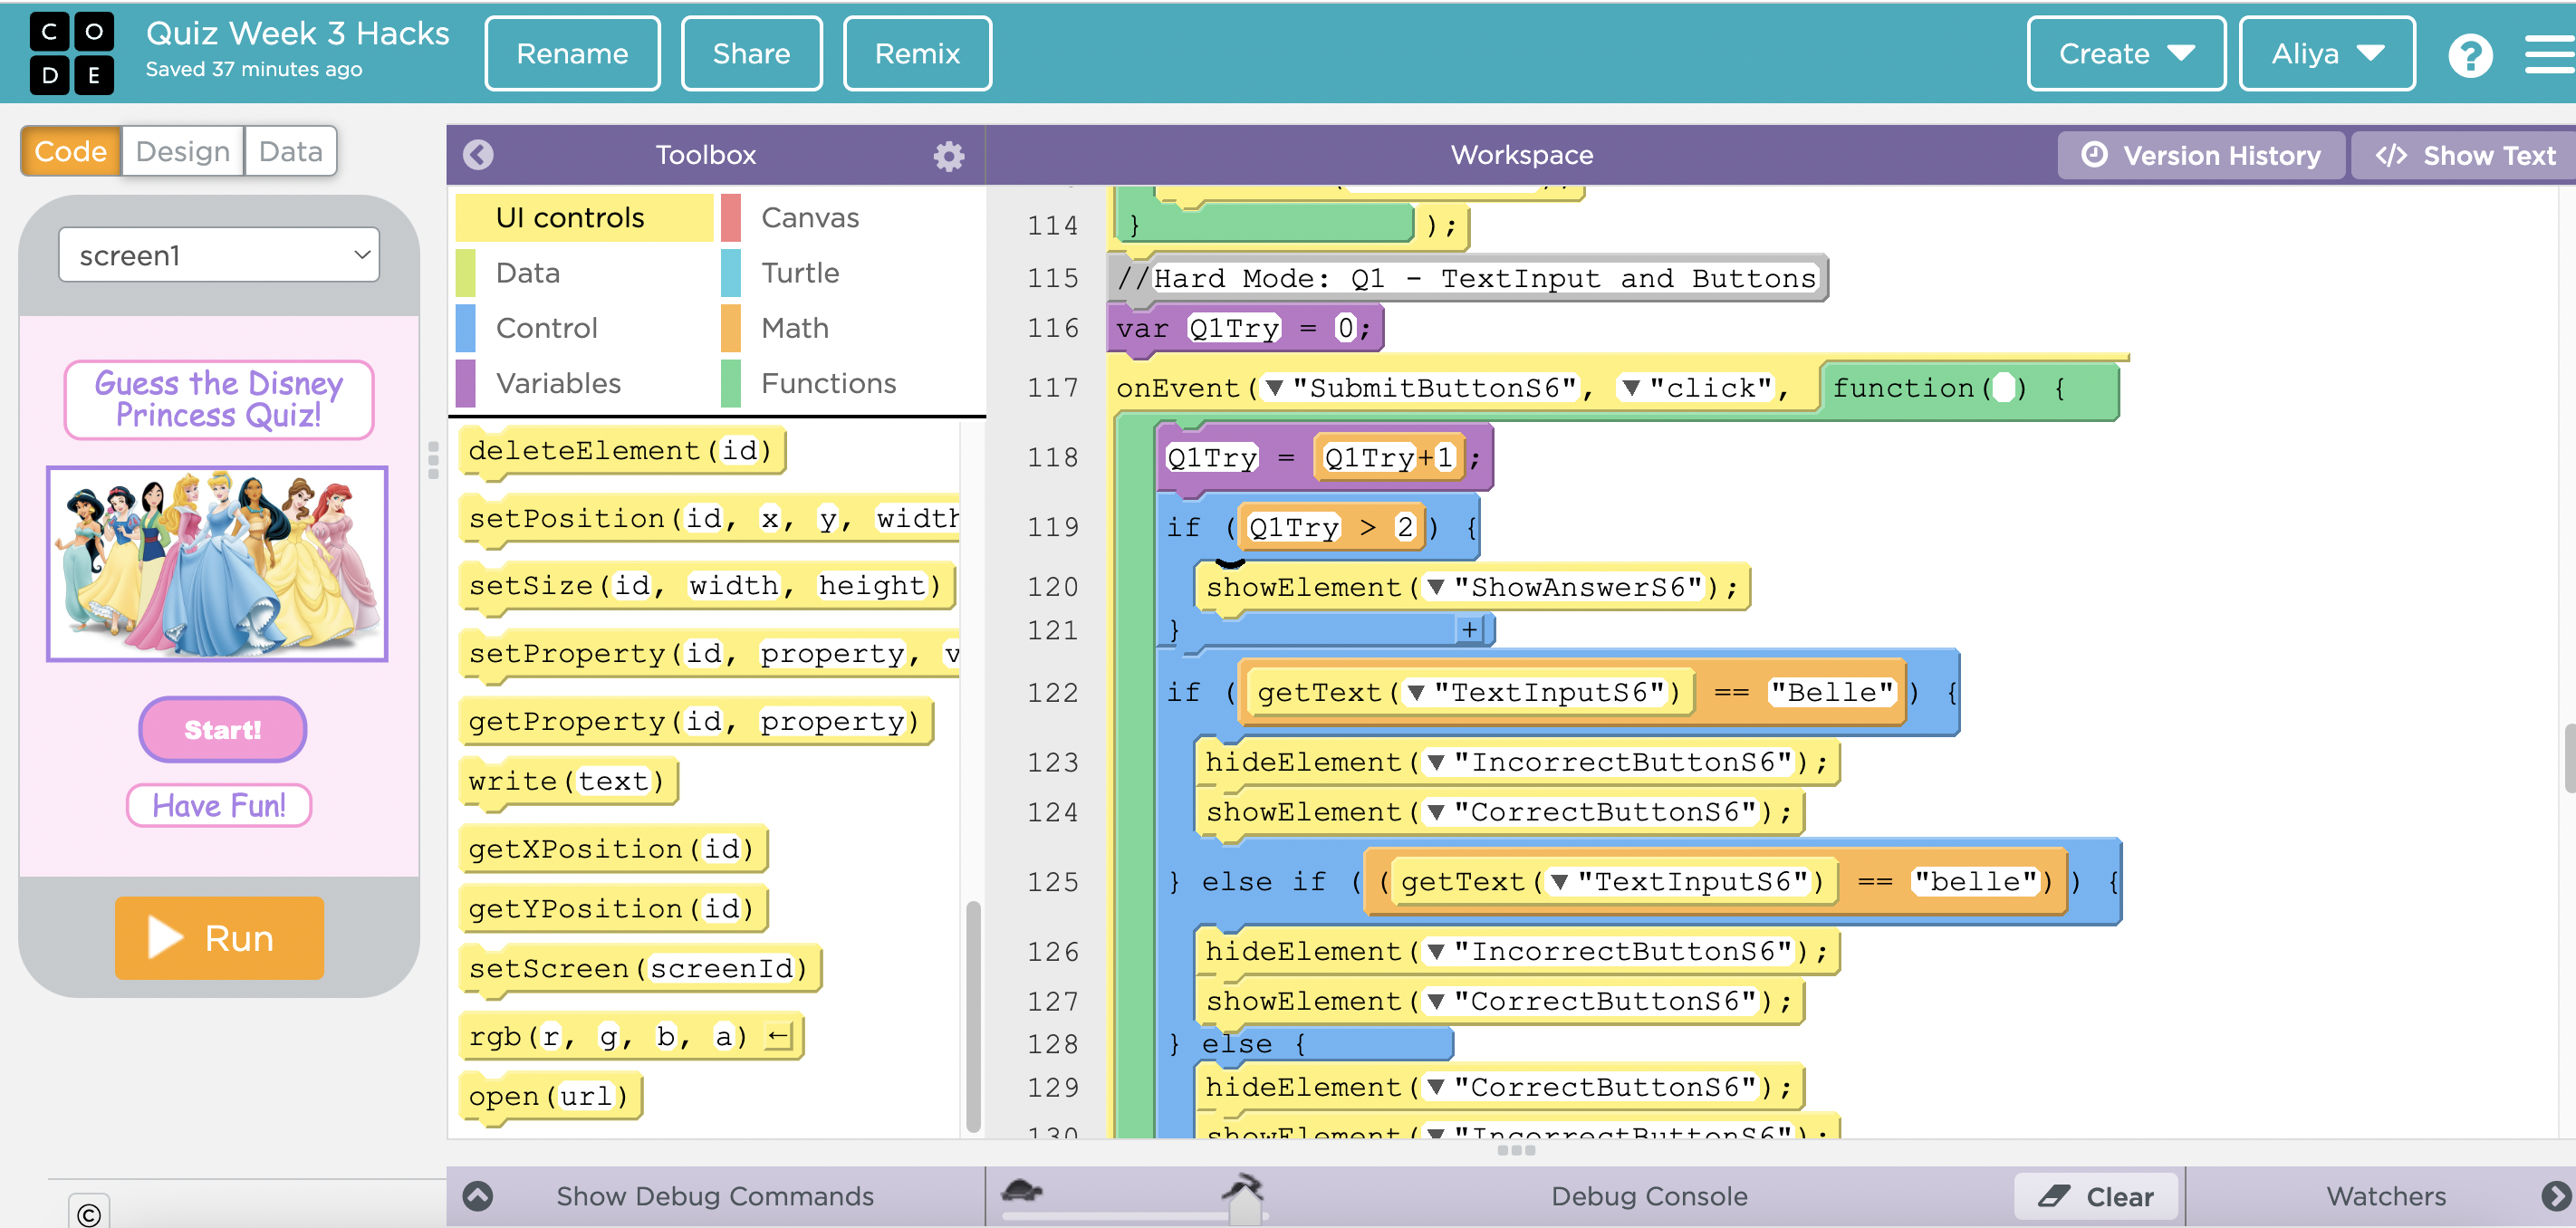 CODE
Quiz Week 3 Hacks
Saved 37 minutes ago
Rename
Share
Remix
Create
Aliya
?
Code
Design
Data
screen1
Guess the Disney
Princess Quiz!
Start!
Have Fun!
Run
©
Toolbox
UI controls
Canvas
Data
Turtle
Control
Math
Variables
Functions
deleteElement(id)
setPosition(id, x, y, width
setSize(id, width, height)
setProperty(id, property, v
getProperty(id, property)
write(text)
getXPosition(id)
getYPosition(id)
setScreen(screenId)
rgb(r, g, b, a) ←
open(url)
Show Debug Commands
Workspace
Version History
</> Show Text
114 } );
115 //Hard Mode: Q1 - TextInput and Buttons
116 var Q1Try = 0;
117 onEvent(▼"SubmitButtonS6", ▼"click", function() {
118 Q1Try = Q1Try+1;
119 if (Q1Try > 2) {
120 showElement(▼"ShowAnswerS6");
121 } +
122 if (getText(▼"TextInputS6") == "Belle") {
123 hideElement(▼"IncorrectButtonS6");
124 showElement(▼"CorrectButtonS6");
125 } else if ((getText(▼"TextInputS6") == "belle")) {
126 hideElement(▼"IncorrectButtonS6");
127 showElement(▼"CorrectButtonS6");
128 } else {
129 hideElement(▼"CorrectButtonS6");
130 showElement(▼"IncorrectButtonS6");
Debug Console
Clear
Watchers